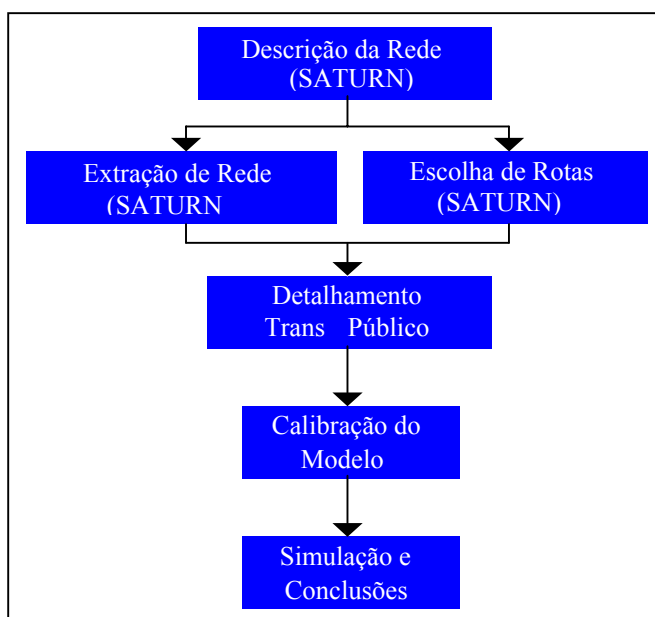 Descrição da Rede
(SATURN)
Extração de Rede
(SATURN
Escolha de Rotas
(SATURN)
Detalhamento
Trans Público
Calibração do
Modelo
Simulação e
Conclusões